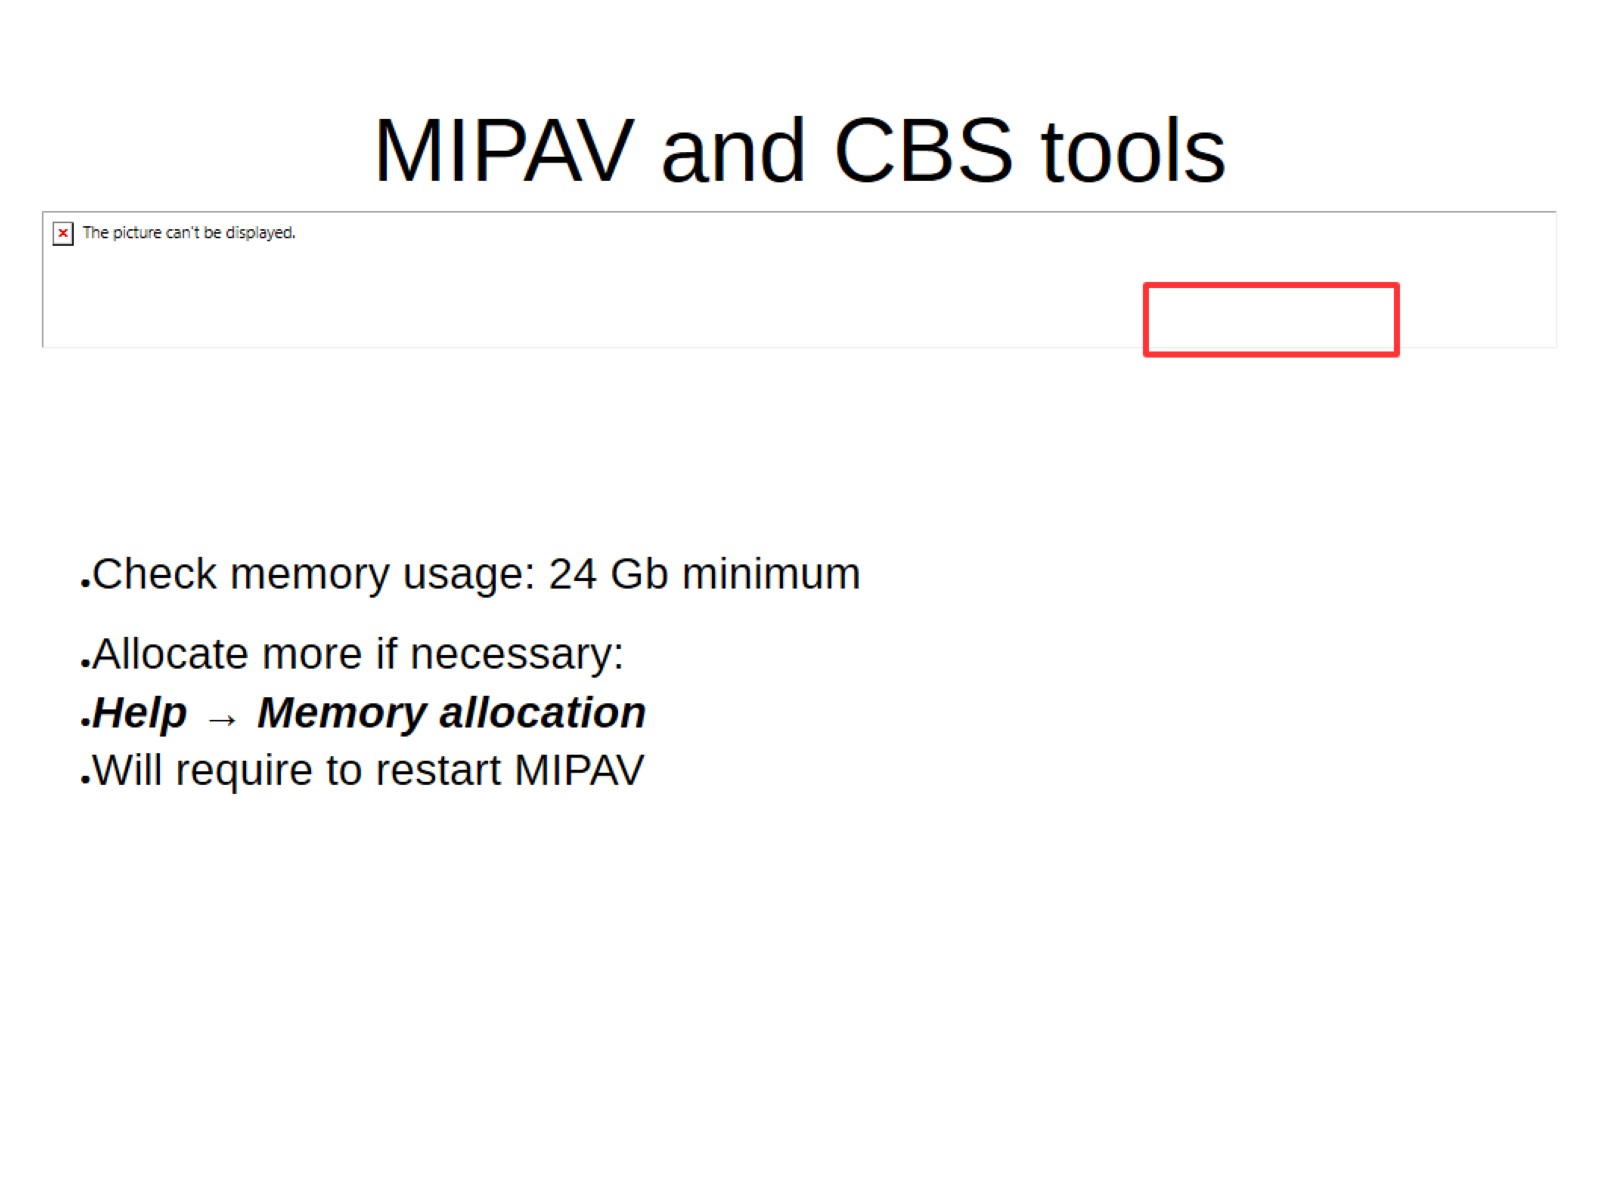 MIPAV and CBS tools
The picture can't be displayed.
●Check memory usage: 24 Gb minimum
●Allocate more if necessary:
●Help → Memory allocation
●Will require to restart MIPAV